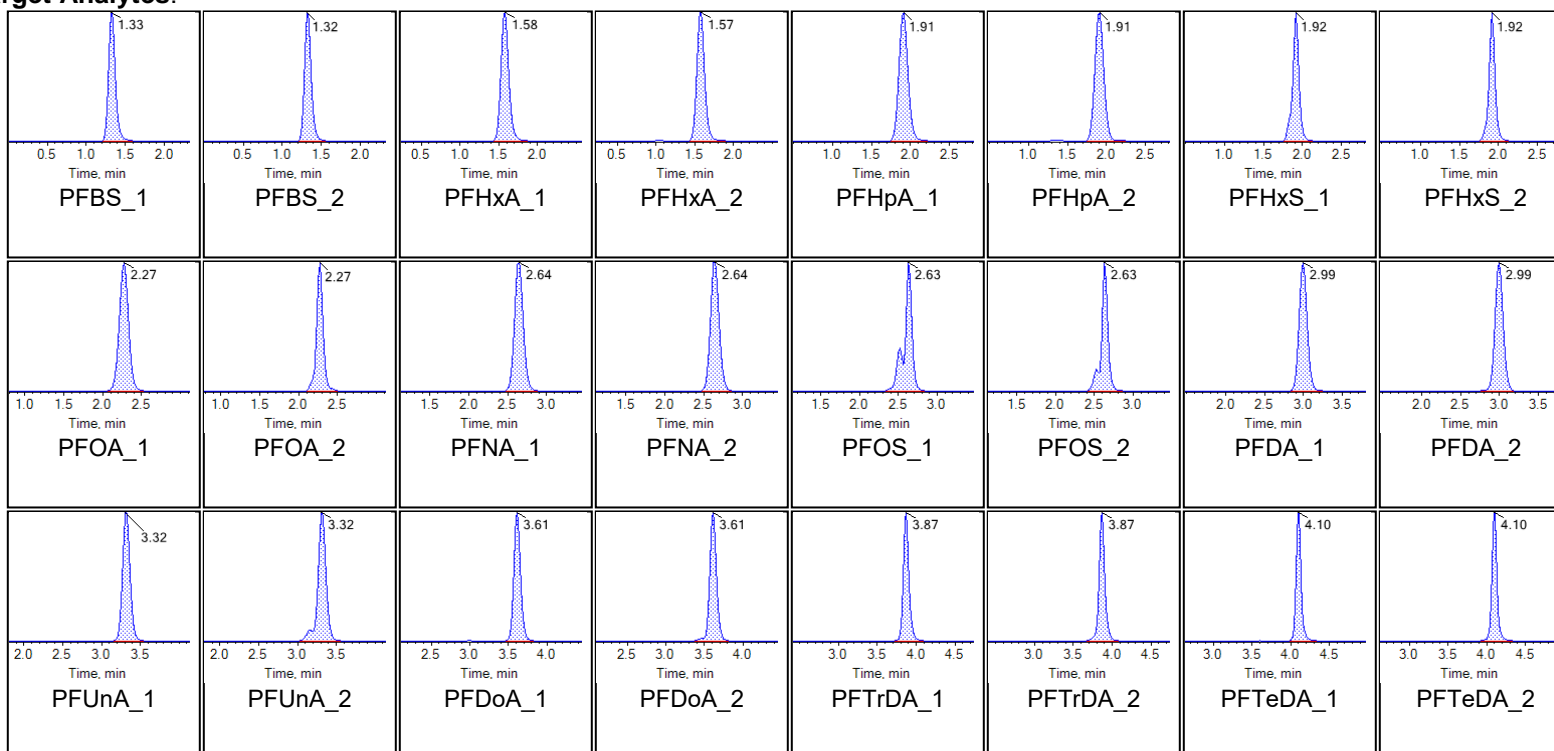 rget Analytes:
1.33 1.32 1.58 1.57 1.91 1.91 1.92 1.92
0.5 1.0 1.5 2.0 0.5 1.0 1.5 2.0 0.5 1.0 1.5 2.0 0.5 1.0 1.5 2.0 1.0 1.5 2.0 2.5 1.0 1.5 2.0 2.5 1.0 1.5 2.0 2.5 1.0 1.5 2.0 2.5
Time, min Time, min Time, min Time, min Time, min Time, min Time, min Time, min
PFBS_1 PFBS_2 PFHxA_1 PFHxA_2 PFHpA_1 PFHpA_2 PFHxS_1 PFHxS_2
2.27 2.27 2.64 2.64 2.63 2.63 2.99 2.99
1.0 1.5 2.0 2.5 1.0 1.5 2.0 2.5 1.5 2.0 2.5 3.0 1.5 2.0 2.5 3.0 1.5 2.0 2.5 3.0 1.5 2.0 2.5 3.0 2.0 2.5 3.0 3.5 2.0 2.5 3.0 3.5
Time, min Time, min Time, min Time, min Time, min Time, min Time, min Time, min
PFOA_1 PFOA_2 PFNA_1 PFNA_2 PFOS_1 PFOS_2 PFDA_1 PFDA_2
3.32 3.32 3.61 3.61 3.87 3.87 4.10 4.10
2.0 2.5 3.0 3.5 2.0 2.5 3.0 3.5 2.5 3.0 3.5 4.0 2.5 3.0 3.5 4.0 3.0 3.5 4.0 4.5 3.0 3.5 4.0 4.5 3.0 3.5 4.0 4.5 3.0 3.5 4.0 4.5
Time, min Time, min Time, min Time, min Time, min Time, min Time, min Time, min
PFUnA_1 PFUnA_2 PFDoA_1 PFDoA_2 PFTrDA_1 PFTrDA_2 PFTeDA_1 PFTeDA_2